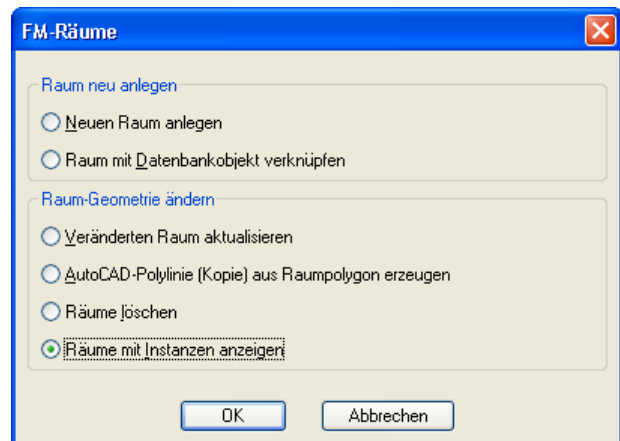 FM-Räume
Raum neu anlegen
Neuen Raum anlegen
Raum mit Datenbankobjekt verknüpfen
Raum-Geometrie ändern
Veränderten Raum aktualisieren
AutoCAD-Polylinie (Kopie) aus Raumpolygon erzeugen
Räume löschen
Räume mit Instanzen anzeigen
OK Abbrechen